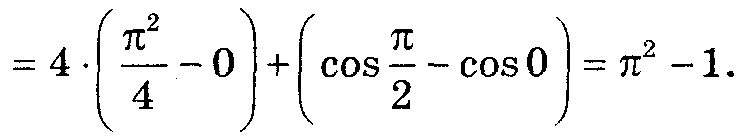 = 4 · ( π²/4 − 0 ) + ( cos π/2 − cos 0 ) = π² − 1.